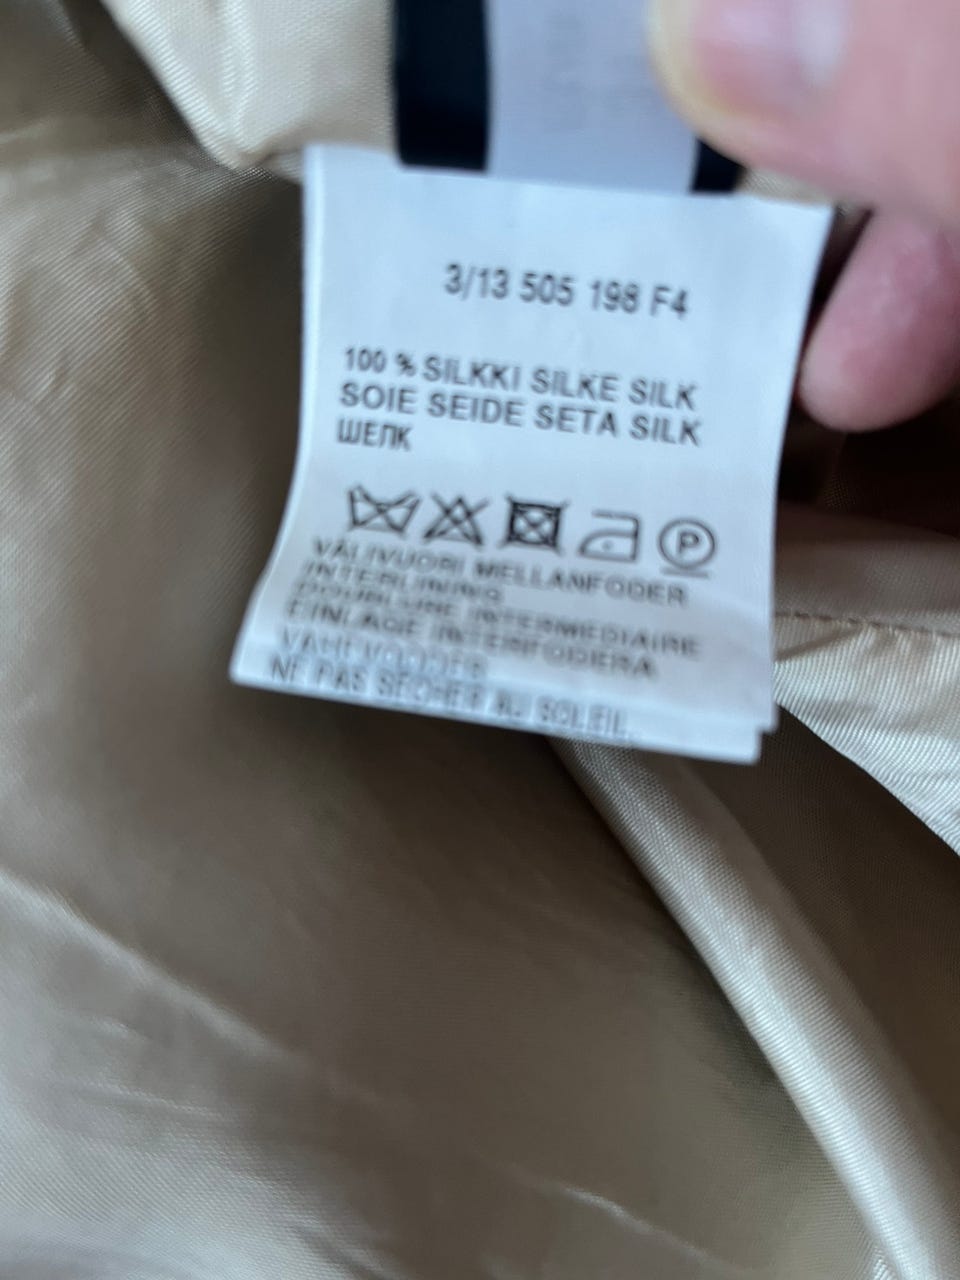 3/13 505 198 F4
100 % SILKKI SILKE SILK
SOIE SEIDE SETA SILK
ШЕЛК
P
VÄLIVUORI MELLANFODER
INTERLINING
DOUBLURE INTERMEDIAIRE
EINLAGE INTERFODERA
NE PAS SECHER AU SOLEIL.